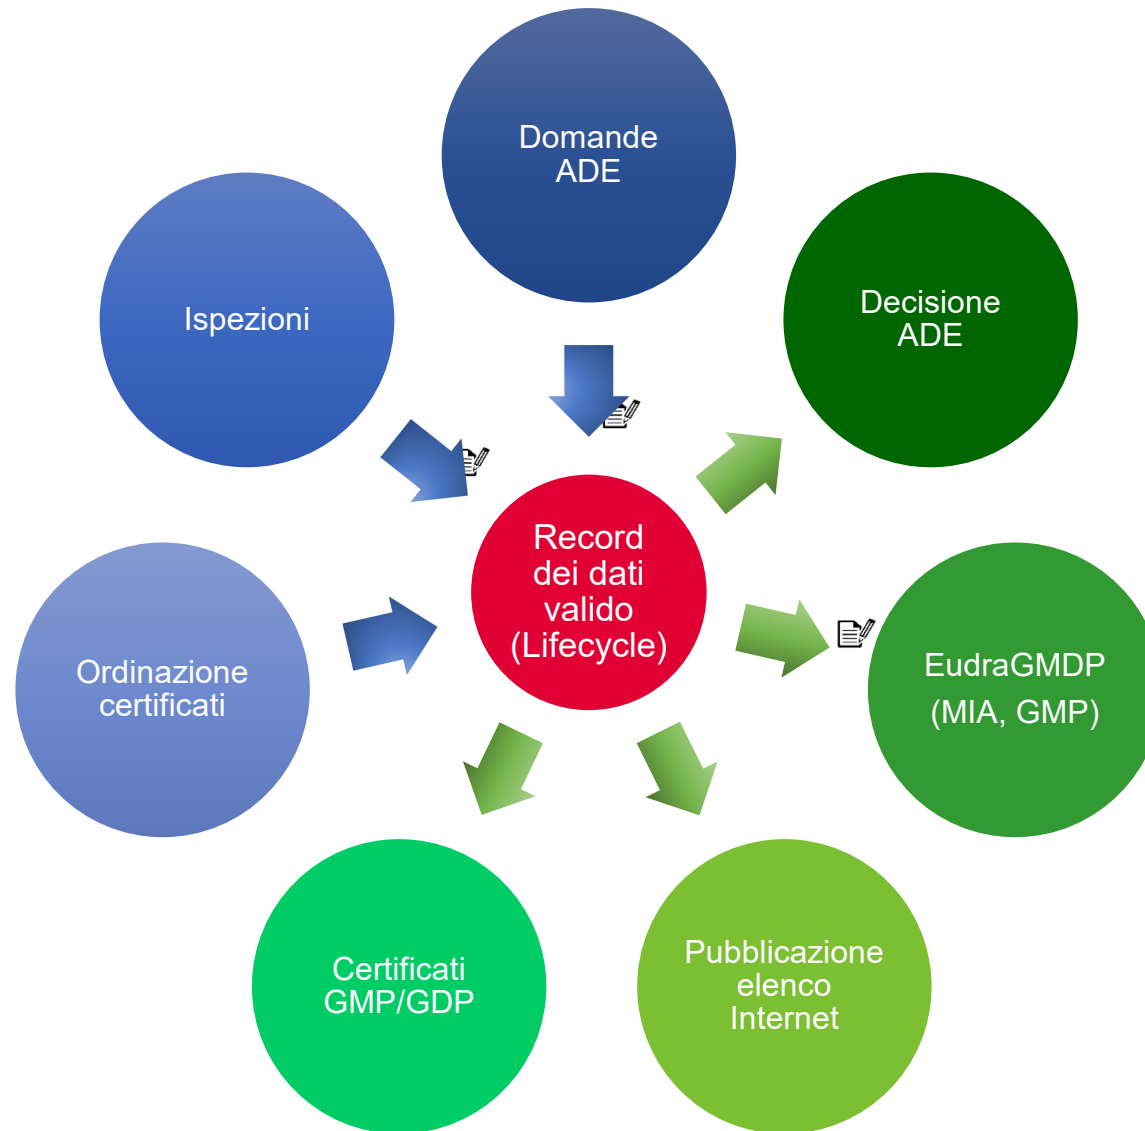 Domande
ADE
Ispezioni
Decisione
ADE
Record
dei dati
valido
(Lifecycle)
Ordinazione
certificati
EudraGMDP
(MIA, GMP)
Certificati
GMP/GDP
Pubblicazione
elenco
Internet